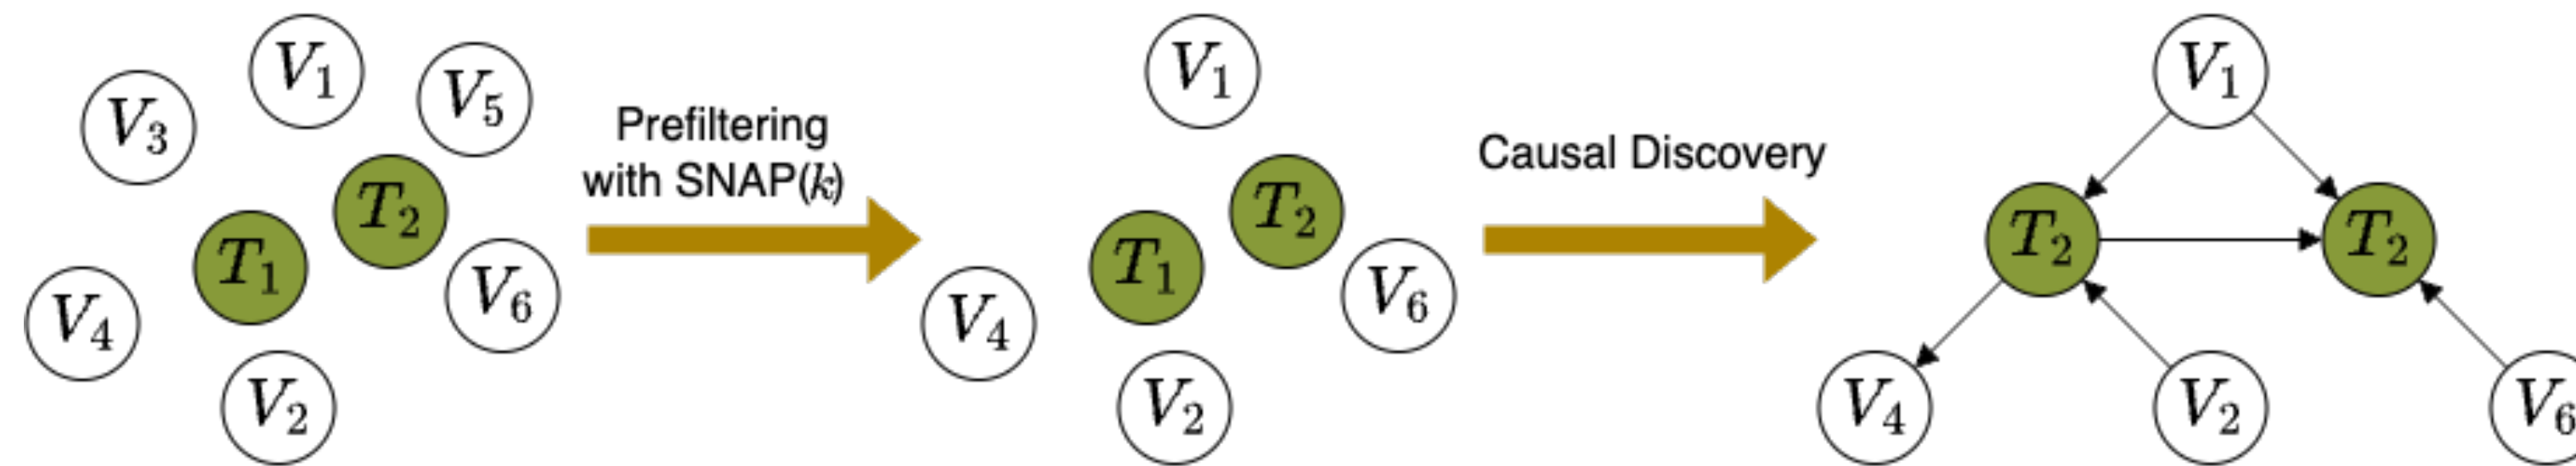 V1
V5
V3
T2
T1
V6
V4
V2
Prefiltering
with SNAP(k)
V1
T2
T1
V6
V4
V2
Causal Discovery
V1
T2
T2
V4
V2
V6